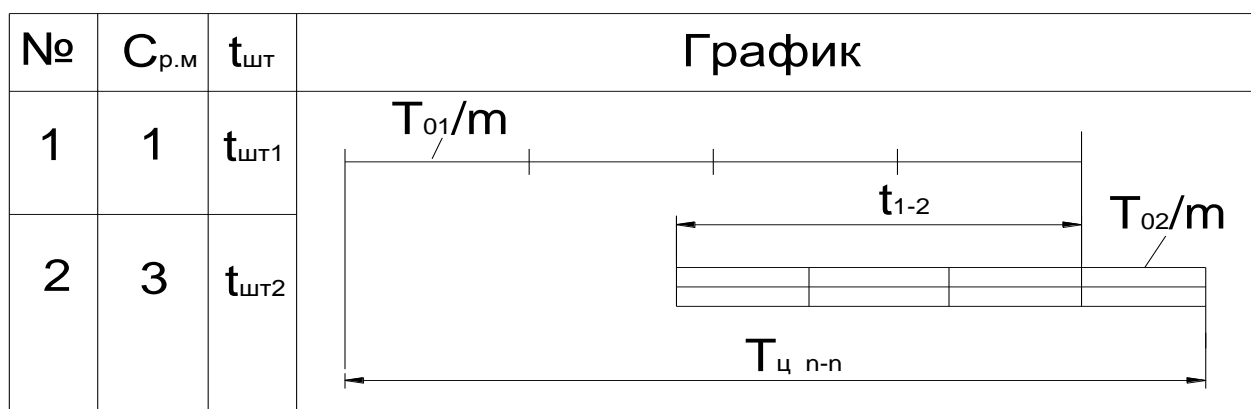 № Cр.м tшт График
T01/m
1 1 tшт1
t1-2
T02/m
2 3 tшт2
Tц n-n